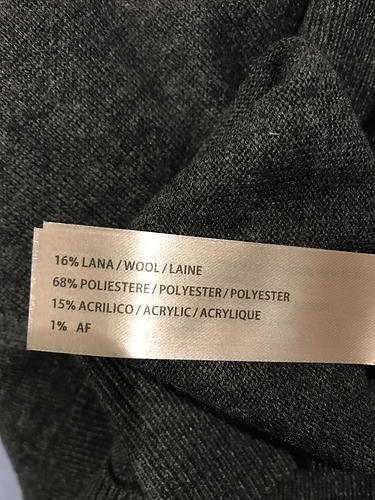 16% LANA / WOOL / LAINE
68% POLIESTERE / POLYESTER / POLYESTER
15% ACRILICO / ACRYLIC / ACRYLIQUE
1% AF